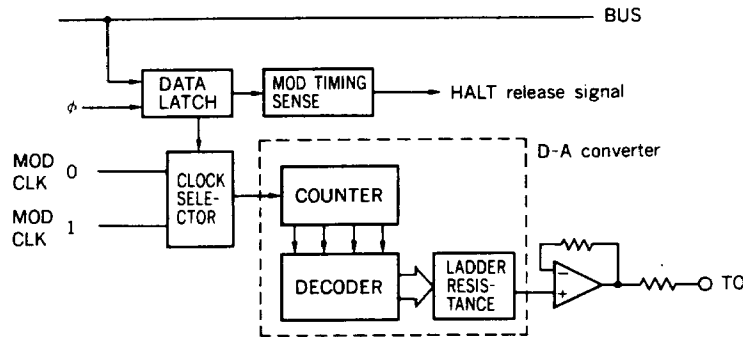 BUS
DATA
LATCH
MOD TIMING
SENSE
HALT release signal
φ
MOD
CLK 0
MOD
CLK 1
CLOCK
SELE-
CTOR
D-A converter
COUNTER
DECODER
LADDER
RESIS-
TANCE
−
+
TO